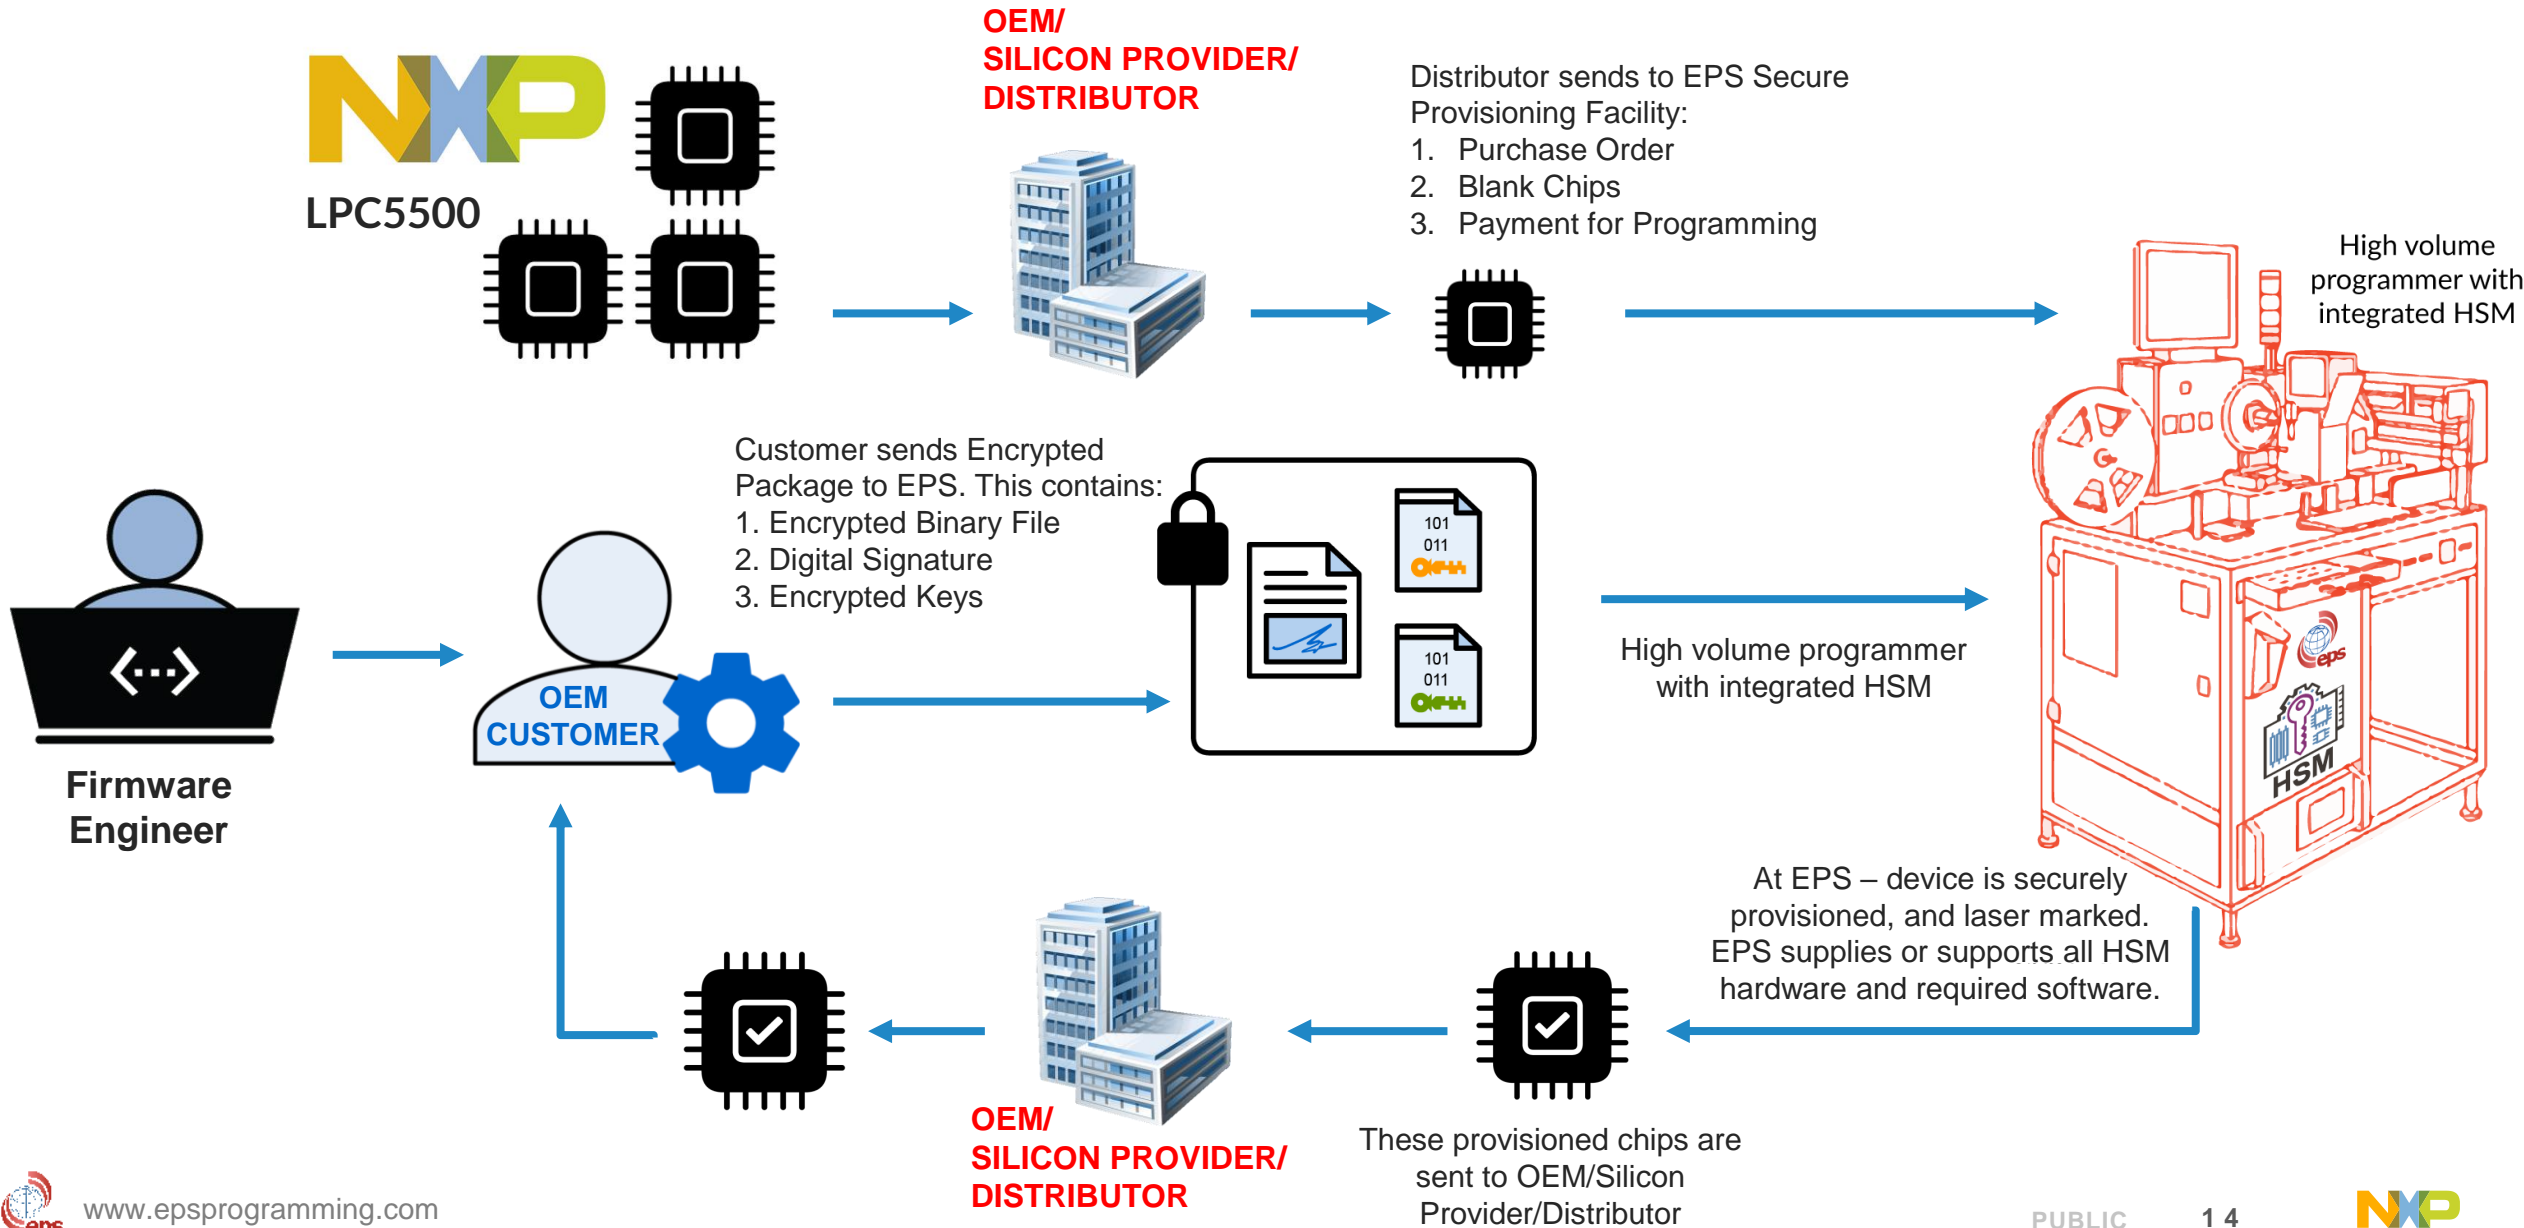 OEM/
SILICON PROVIDER/
DISTRIBUTOR
NXP
LPC5500
Distributor sends to EPS Secure
Provisioning Facility:
1. Purchase Order
2. Blank Chips
3. Payment for Programming
High volume
programmer with
integrated HSM
Customer sends Encrypted
Package to EPS. This contains:
1. Encrypted Binary File
2. Digital Signature
3. Encrypted Keys
101
011
101
011
Firmware
Engineer
OEM
CUSTOMER
High volume programmer
with integrated HSM
eps
HSM
At EPS – device is securely
provisioned, and laser marked.
EPS supplies or supports all HSM
hardware and required software.
OEM/
SILICON PROVIDER/
DISTRIBUTOR
These provisioned chips are
sent to OEM/Silicon
Provider/Distributor
eps
www.epsprogramming.com
PUBLIC
14
NXP